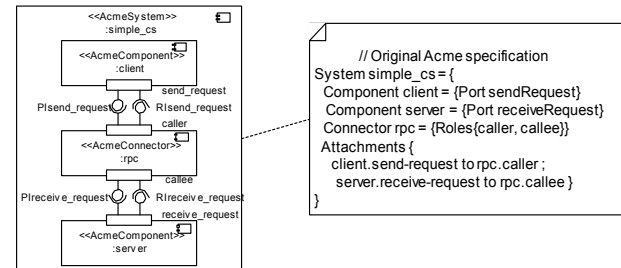 <<AcmeSystem>>
:simple_cs
<<AcmeComponent>>
:client
send_request
PIsend_request
RIsend_request
caller
<<AcmeConnector>>
:rpc
callee
PIreceive_request
RIreceive_request
receive_request
<<AcmeComponent>>
:server
// Original Acme specification
System simple_cs = {
Component client = {Port sendRequest}
Component server = {Port receiveRequest}
Connector rpc = {Roles{caller, callee}}
Attachments {
client.send-request to rpc.caller ;
server.receive-request to rpc.callee }
}